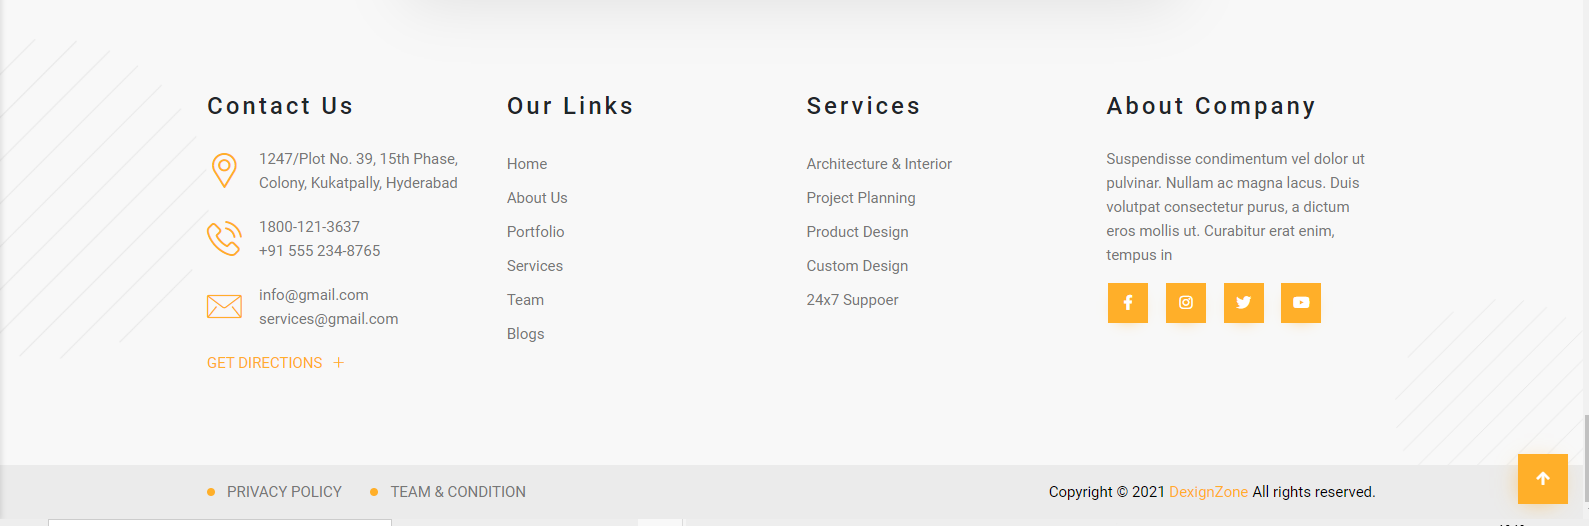 Contact Us
1247/Plot No. 39, 15th Phase,
Colony, Kukatpally, Hyderabad
1800-121-3637
+91 555 234-8765
info@gmail.com
services@gmail.com
GET DIRECTIONS +
Our Links
Home
About Us
Portfolio
Services
Team
Blogs
Services
Architecture & Interior
Project Planning
Product Design
Custom Design
24x7 Suppoer
About Company
Suspendisse condimentum vel dolor ut
pulvinar. Nullam ac magna lacus. Duis
volutpat consectetur purus, a dictum
eros mollis ut. Curabitur erat enim,
tempus in
PRIVACY POLICY
TEAM & CONDITION
Copyright © 2021 DexignZone All rights reserved.